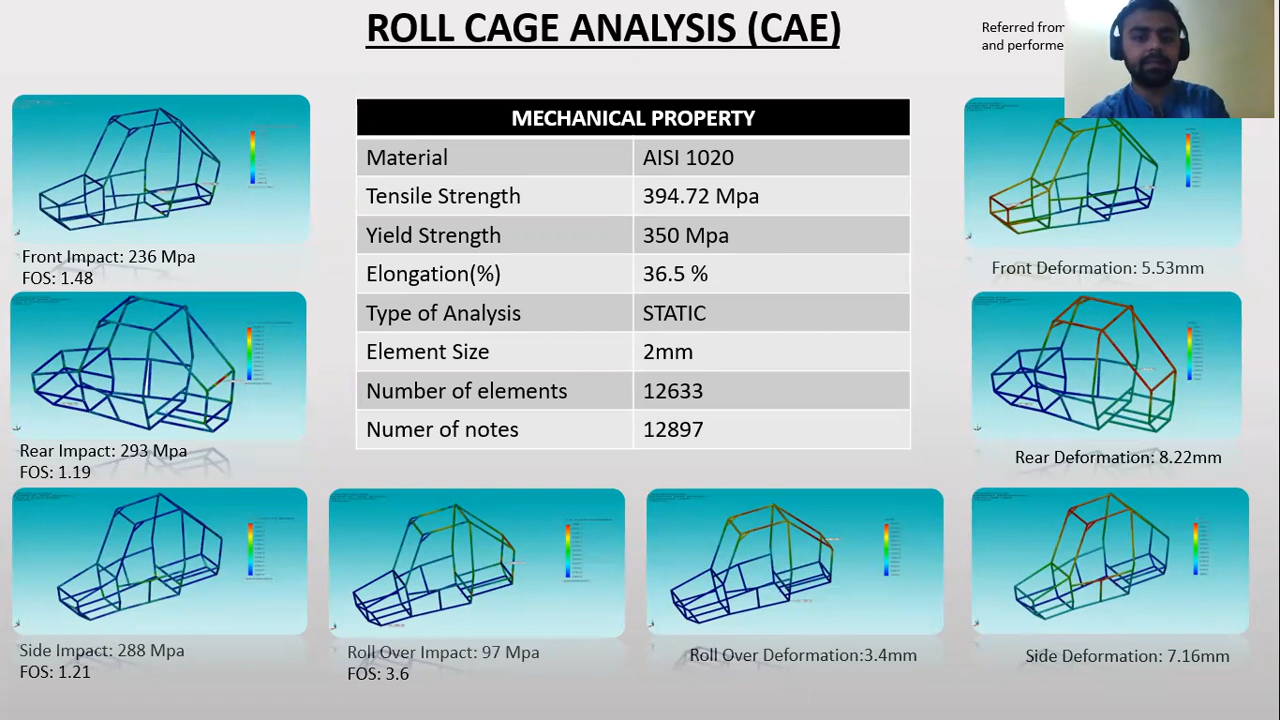 ROLL CAGE ANALYSIS (CAE)
Referred from
and performe
MECHANICAL PROPERTY
Material AISI 1020
Tensile Strength 394.72 Mpa
Yield Strength 350 Mpa
Elongation(%) 36.5 %
Type of Analysis STATIC
Element Size 2mm
Number of elements 12633
Numer of notes 12897
Front Impact: 236 Mpa
FOS: 1.48
Front Deformation: 5.53mm
Rear Impact: 293 Mpa
FOS: 1.19
Rear Deformation: 8.22mm
Side Impact: 288 Mpa
FOS: 1.21
Roll Over Impact: 97 Mpa
FOS: 3.6
Roll Over Deformation:3.4mm
Side Deformation: 7.16mm